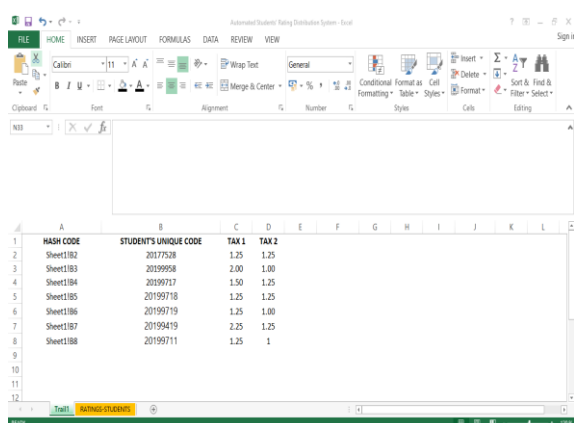 Automated Students' Rating Distribution System - Excel
FILE HOME INSERT PAGE LAYOUT FORMULAS DATA REVIEW VIEW Sign in
Calibri 11 A A Wrap Text General Insert
Paste B I U A Merge & Center % Conditional Format as Cell Delete Sort & Find &
Formatting Table Styles Format Filter Select
Clipboard Font Alignment Number Styles Cells Editing
N33 fx
A B C D E F G H I J K L
1 HASH CODE STUDENT'S UNIQUE CODE TAX 1 TAX 2
2 Sheet1!B2 20177528 1.25 1.25
3 Sheet1!B3 20199958 2.00 1.00
4 Sheet1!B4 20199717 1.50 1.25
5 Sheet1!B5 20199718 1.25 1.25
6 Sheet1!B6 20199719 1.25 1.00
7 Sheet1!B7 20199419 2.25 1.25
8 Sheet1!B8 20199711 1.25 1
9
10
11
12
Trail1 RATINGS-STUDENTS